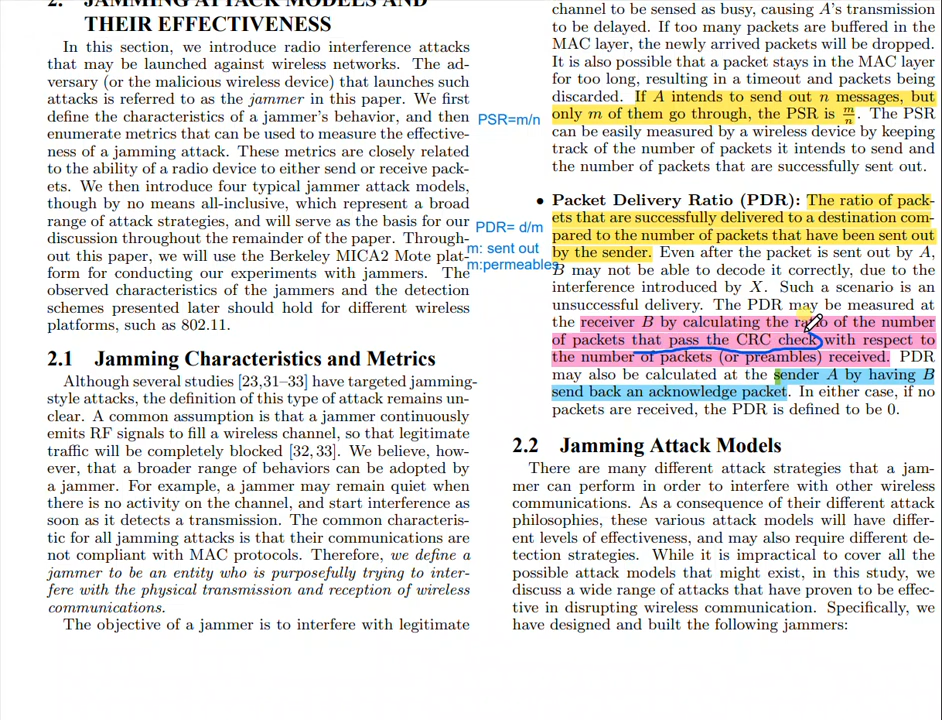 2. JAMMING ATTACK MODELS AND
THEIR EFFECTIVENESS
In this section, we introduce radio interference attacks
that may be launched against wireless networks. The ad-
versary (or the malicious wireless device) that launches such
attacks is referred to as the jammer in this paper. We first
define the characteristics of a jammer's behavior, and then
enumerate metrics that can be used to measure the effective-
ness of a jamming attack. These metrics are closely related
to the ability of a radio device to either send or receive pack-
ets. We then introduce four typical jammer attack models,
though by no means all-inclusive, which represent a broad
range of attack strategies, and will serve as the basis for our
discussion throughout the remainder of the paper. Through-
out this paper, we will use the Berkeley MICA2 Mote plat-
form for conducting our experiments with jammers. The
observed characteristics of the jammers and the detection
schemes presented later should hold for different wireless
platforms, such as 802.11.
2.1 Jamming Characteristics and Metrics
Although several studies [23,31–33] have targeted jamming-
style attacks, the definition of this type of attack remains un-
clear. A common assumption is that a jammer continuously
emits RF signals to fill a wireless channel, so that legitimate
traffic will be completely blocked [32, 33]. We believe, how-
ever, that a broader range of behaviors can be adopted by
a jammer. For example, a jammer may remain quiet when
there is no activity on the channel, and start interference as
soon as it detects a transmission. The common characteris-
tic for all jamming attacks is that their communications are
not compliant with MAC protocols. Therefore, we define a
jammer to be an entity who is purposefully trying to inter-
fere with the physical transmission and reception of wireless
communications.
The objective of a jammer is to interfere with legitimate
PSR=m/n
PDR= d/m
m: sent out
m:permeables
channel to be sensed as busy, causing A's transmission
to be delayed. If too many packets are buffered in the
MAC layer, the newly arrived packets will be dropped.
It is also possible that a packet stays in the MAC layer
for too long, resulting in a timeout and packets being
discarded. If A intends to send out n messages, but
only m of them go through, the PSR is m/n. The PSR
can be easily measured by a wireless device by keeping
track of the number of packets it intends to send and
the number of packets that are successfully sent out.
• Packet Delivery Ratio (PDR): The ratio of pack-
ets that are successfully delivered to a destination com-
pared to the number of packets that have been sent out
by the sender. Even after the packet is sent out by A,
B may not be able to decode it correctly, due to the
interference introduced by X. Such a scenario is an
unsuccessful delivery. The PDR may be measured at
the receiver B by calculating the ratio of the number
of packets that pass the CRC check with respect to
the number of packets (or preambles) received. PDR
may also be calculated at the sender A by having B
send back an acknowledge packet. In either case, if no
packets are received, the PDR is defined to be 0.
2.2 Jamming Attack Models
There are many different attack strategies that a jam-
mer can perform in order to interfere with other wireless
communications. As a consequence of their different attack
philosophies, these various attack models will have differ-
ent levels of effectiveness, and may also require different de-
tection strategies. While it is impractical to cover all the
possible attack models that might exist, in this study, we
discuss a wide range of attacks that have proven to be effec-
tive in disrupting wireless communication. Specifically, we
have designed and built the following jammers: